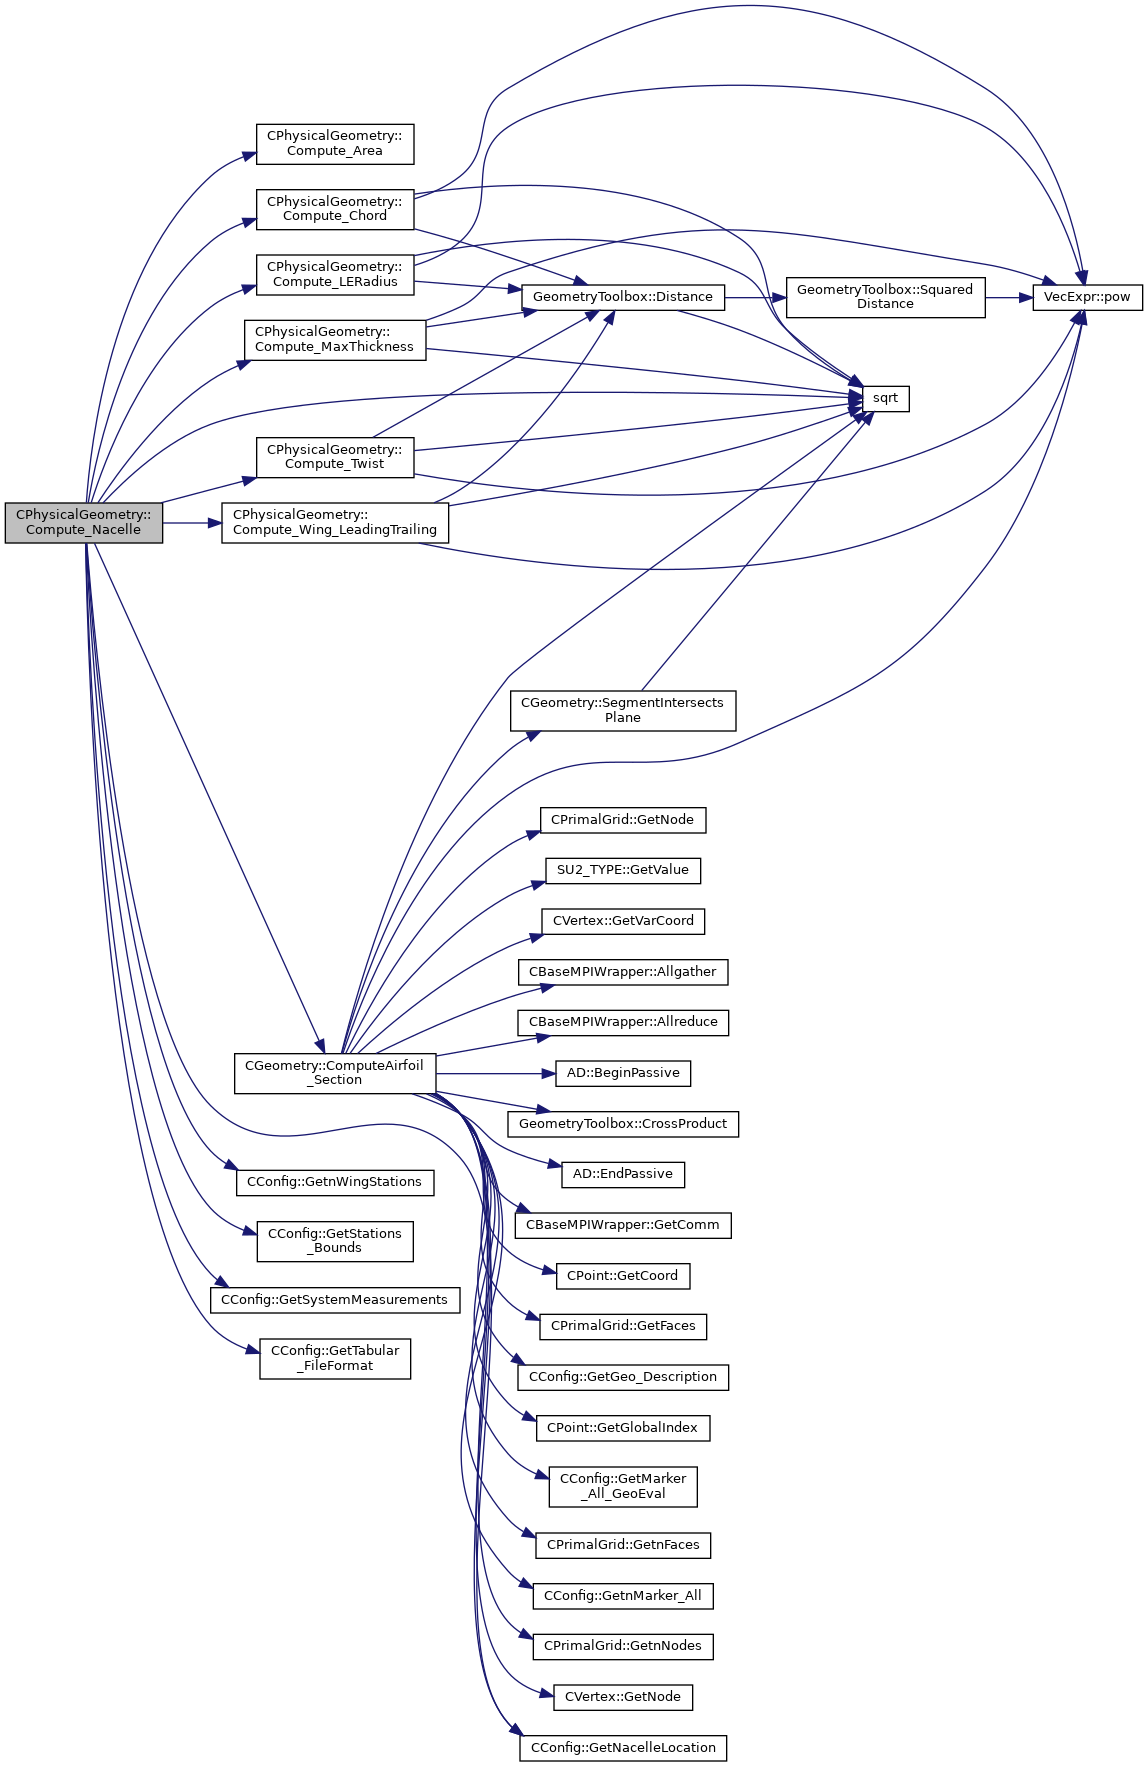 CPhysicalGeometry::
Compute_Nacelle
CPhysicalGeometry::
Compute_Area
CPhysicalGeometry::
Compute_Chord
CPhysicalGeometry::
Compute_LERadius
CPhysicalGeometry::
Compute_MaxThickness
CPhysicalGeometry::
Compute_Twist
CPhysicalGeometry::
Compute_Wing_LeadingTrailing
GeometryToolbox::Distance
GeometryToolbox::Squared
Distance
VecExpr::pow
sqrt
CGeometry::SegmentIntersects
Plane
CPrimalGrid::GetNode
SU2_TYPE::GetValue
CVertex::GetVarCoord
CBaseMPIWrapper::Allgather
CBaseMPIWrapper::Allreduce
CGeometry::ComputeAirfoil
_Section
AD::BeginPassive
GeometryToolbox::CrossProduct
AD::EndPassive
CConfig::GetnWingStations
CBaseMPIWrapper::GetComm
CConfig::GetStations
_Bounds
CPoint::GetCoord
CConfig::GetSystemMeasurements
CPrimalGrid::GetFaces
CConfig::GetTabular
_FileFormat
CConfig::GetGeo_Description
CPoint::GetGlobalIndex
CConfig::GetMarker
_All_GeoEval
CPrimalGrid::GetnFaces
CConfig::GetnMarker_All
CPrimalGrid::GetnNodes
CVertex::GetNode
CConfig::GetNacelleLocation